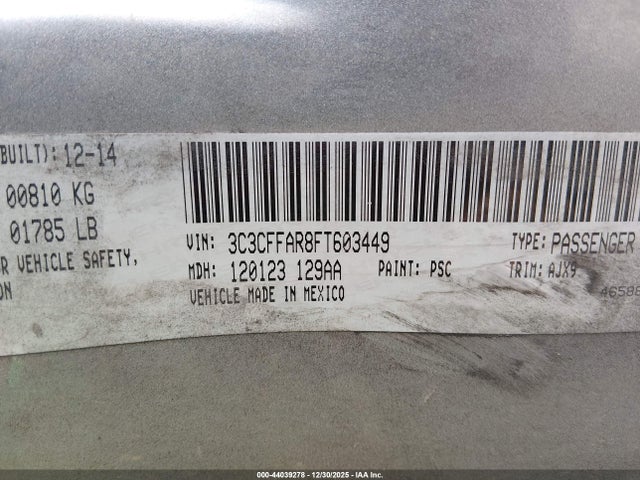 BUILT): 12-14
00810 KG
01785 LB
R VEHICLE SAFETY,
ON
VIN: 3C3CFFAR8FT603449 TYPE: PASSENGER
MDH: 120123 129AA PAINT: PSC TRIM: AJX9
VEHICLE MADE IN MEXICO
46588
000-44039278 - 12/30/2025 - IAA Inc.